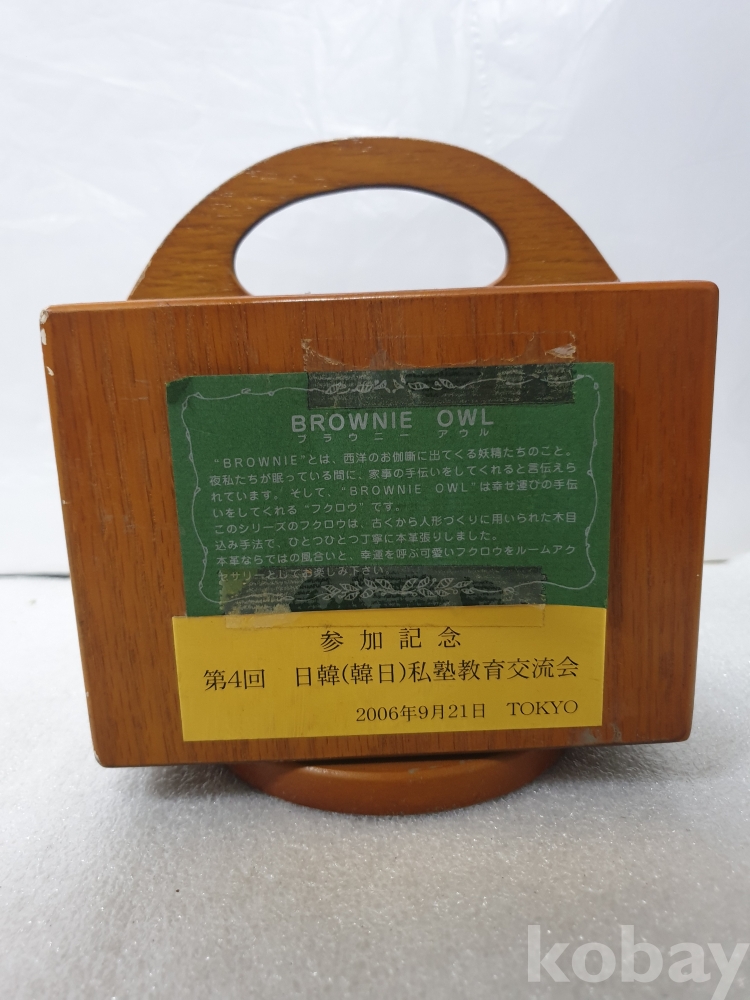 BROWNIE OWL
ブラウニー アウル
“BROWNIE”とは、西洋のお伽噺に出てくる妖精たちのこと。
夜私たちが眠っている間に、家事の手伝いをしてくれると言伝えら
れています。そして、“BROWNIE OWL”は幸せ運びの手伝
いをしてくれる“フクロウ”です。
このシリーズのフクロウは、古くから人形づくりに用いられた木目
込み手法で、ひとつひとつ丁寧に本革張りしました。
本革ならではの風合いと、幸運を呼ぶ可愛いフクロウをルームアク
セサリーとしてお楽しみ下さい。
参加記念
第4回 日韓(韓日)私塾教育交流会
2006年9月21日 TOKYO
kobay